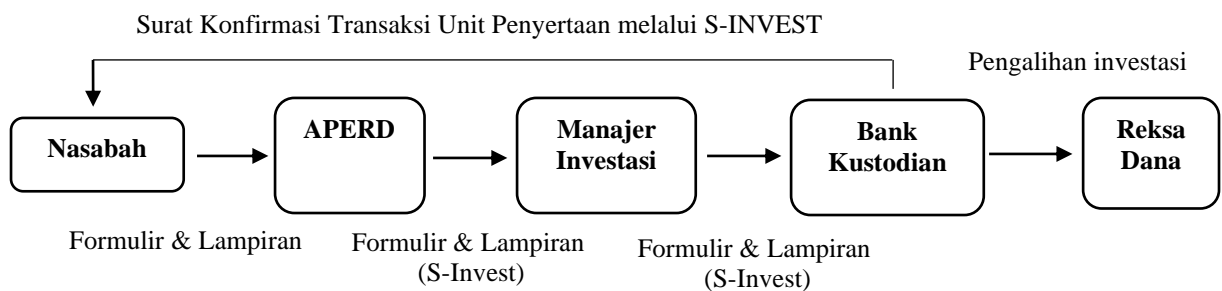 Surat Konfirmasi Transaksi Unit Penyertaan melalui S-INVEST
Pengalihan investasi
Nasabah
APERD
Manajer
Investasi
Bank
Kustodian
Reksa
Dana
Formulir & Lampiran
Formulir & Lampiran
(S-Invest)
Formulir & Lampiran
(S-Invest)